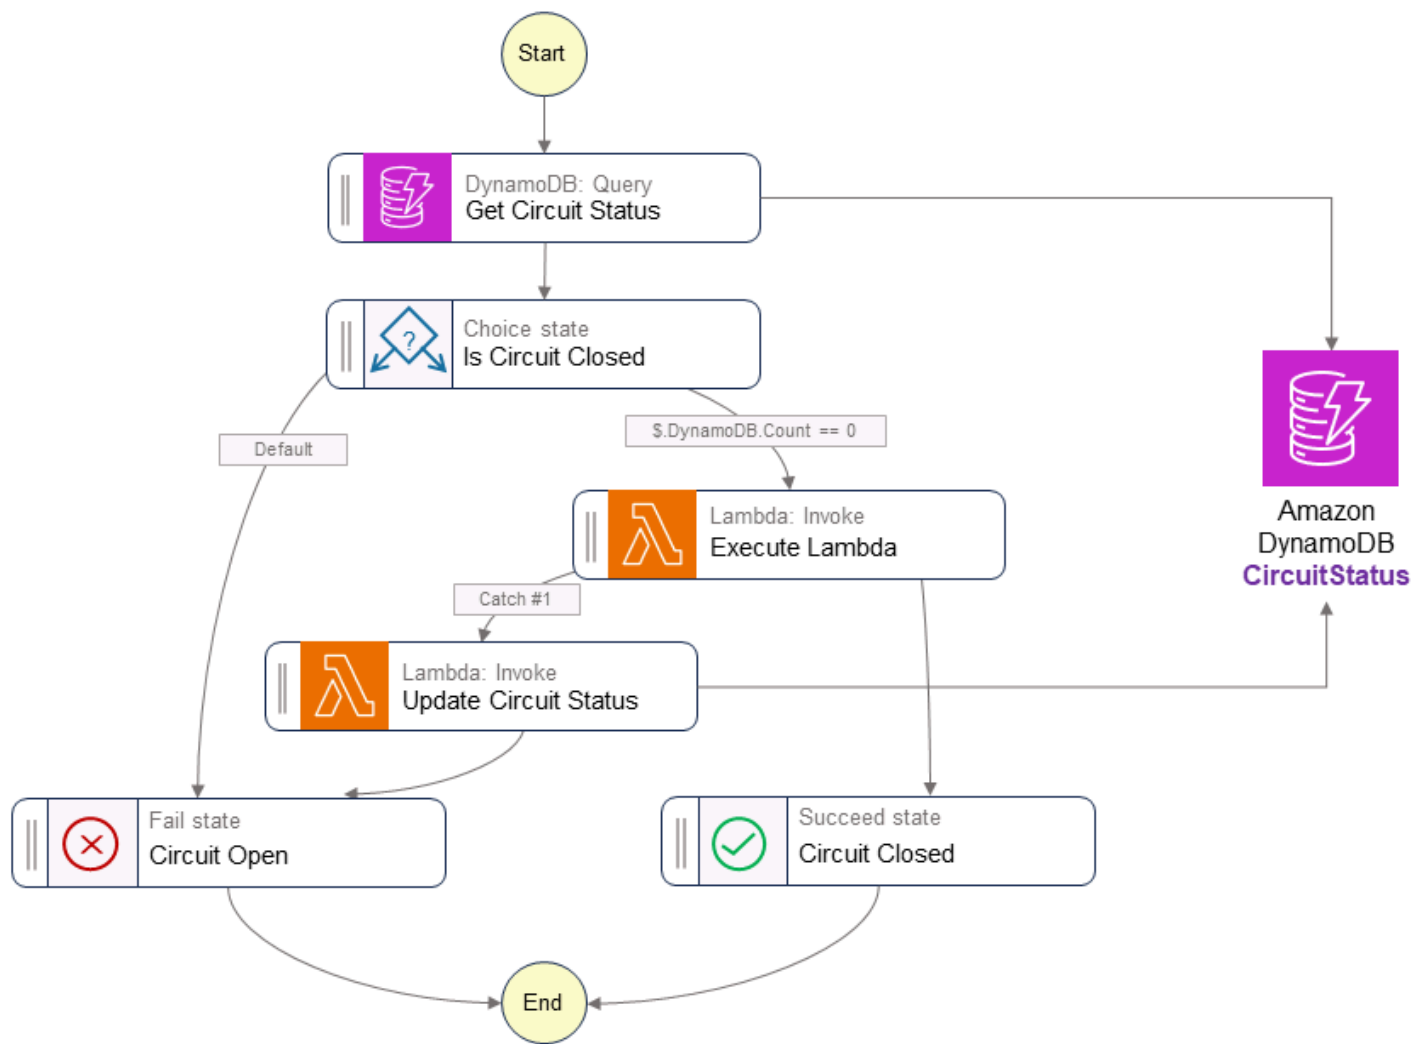 Start
DynamoDB: Query
Get Circuit Status
Choice state
?
Is Circuit Closed
$.DynamoDB.Count == 0
Default
Lambda: Invoke
Execute Lambda
Amazon
DynamoDB
CircuitStatus
Catch #1
Lambda: Invoke
Update Circuit Status
Fail state
Circuit Open
Succeed state
Circuit Closed
End